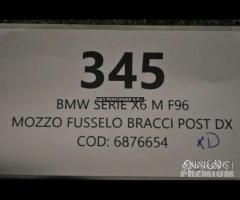 345
BMW SERIE X6 M F96
MOZZO FUSSELO BRACCI POST DX
COD: 6876654
XD
ANNUNCI
PREMIUM